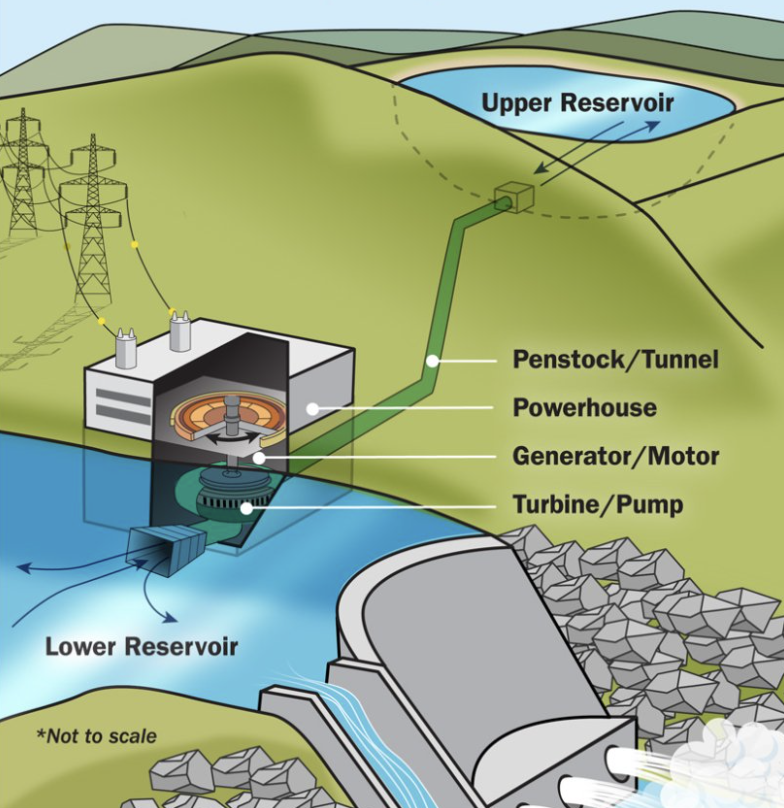 Upper Reservoir
Penstock/Tunnel
Powerhouse
Generator/Motor
Turbine/Pump
Lower Reservoir
*Not to scale